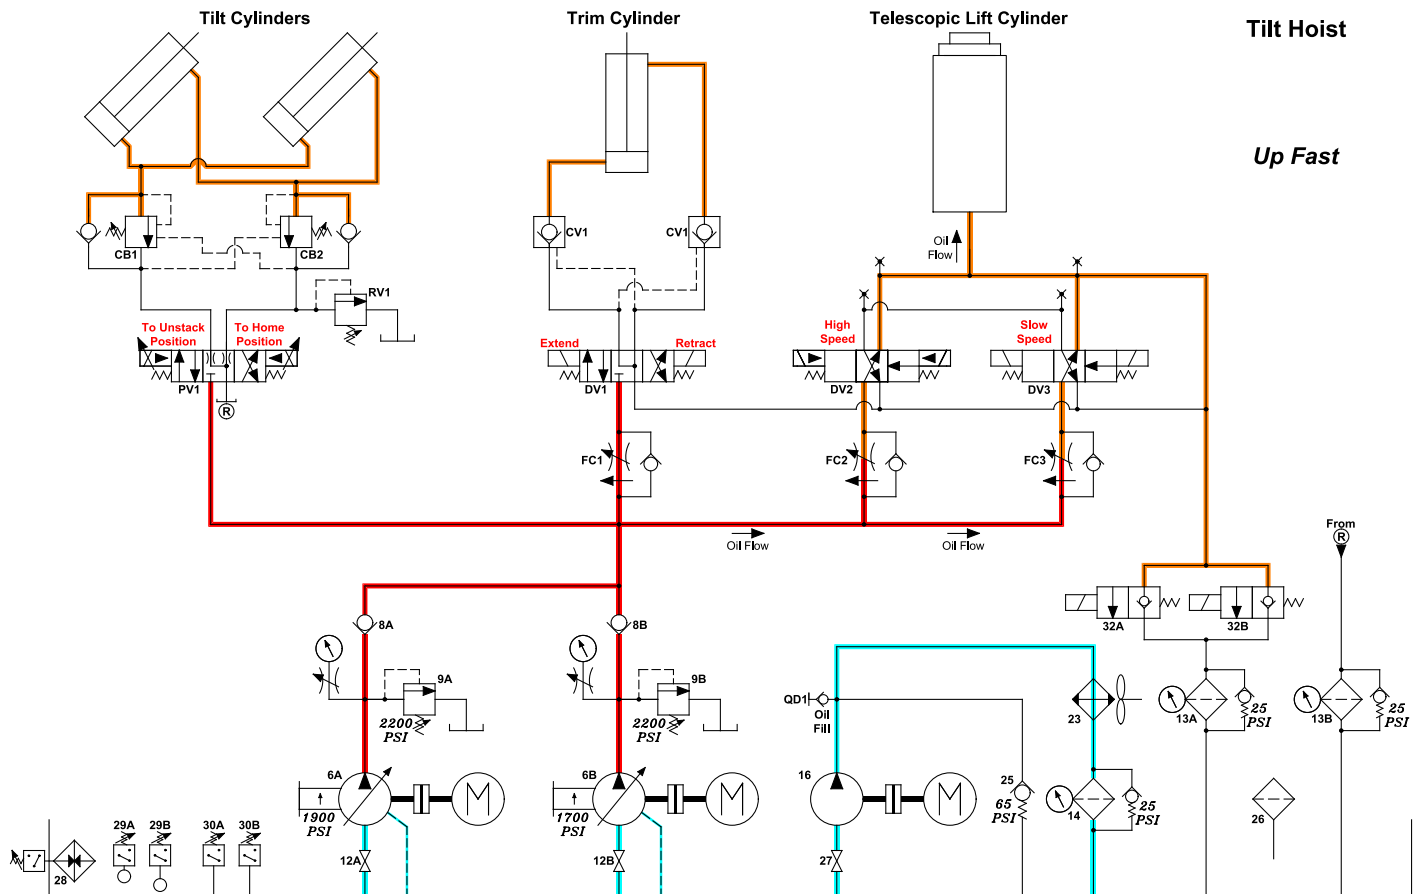 Tilt Cylinders
Trim Cylinder
Telescopic Lift Cylinder
Tilt Hoist
Up Fast
CB1
CB2
CV1
CV1
Oil
Flow
RV1
To Unstack
Position
To Home
Position
Extend
Retract
High
Speed
Slow
Speed
PV1
DV1
DV2
DV3
R
FC1
FC2
FC3
Oil Flow
Oil Flow
From
R
8A
8B
32A
32B
9A
2200
PSI
9B
2200
PSI
QD1
Oil
Fill
23
13A
25
PSI
13B
25
PSI
6A
1900
PSI
M
6B
1700
PSI
M
16
M
25
65
PSI
14
25
PSI
26
29A
29B
30A
30B
28
12A
12B
27